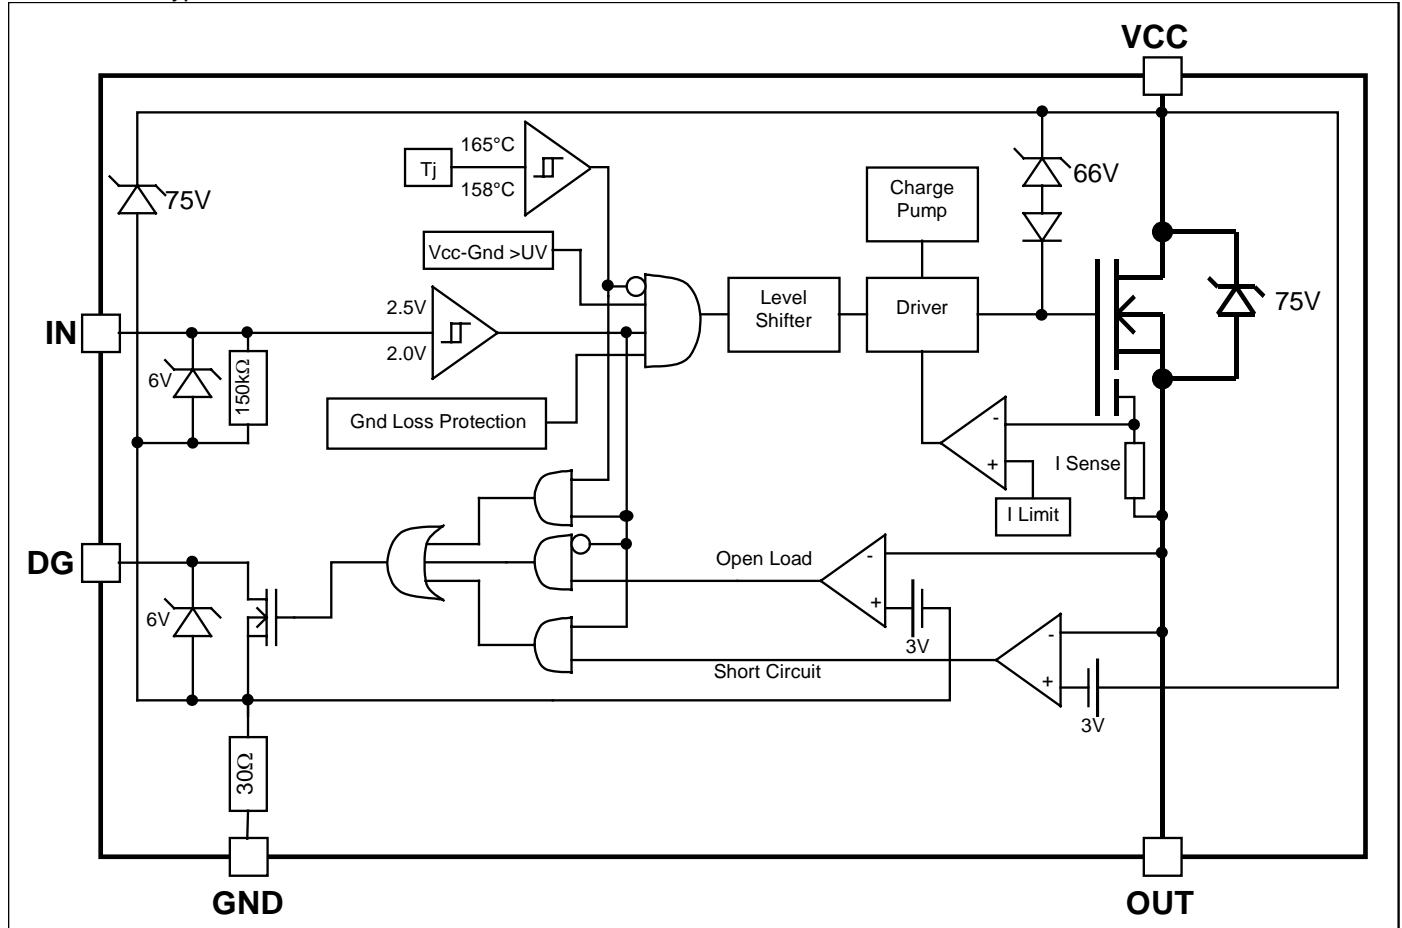 VCC
165°C
Tj
158°C
75V
66V
Charge
Pump
Vcc-Gnd >UV
2.5V
IN
2.0V
Level
Shifter
Driver
75V
6V
150kΩ
Gnd Loss Protection
-
+
I Sense
I Limit
DG
Open Load
-
+
3V
6V
Short Circuit
-
+
3V
30Ω
GND
OUT